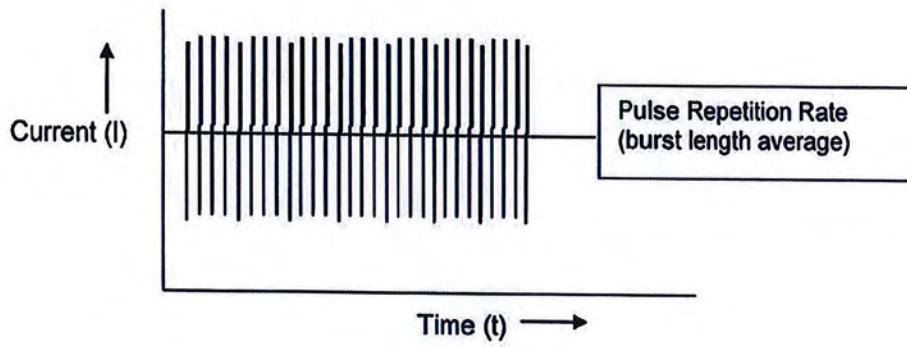 Current (I)
Pulse Repetition Rate
(burst length average)
Time (t)